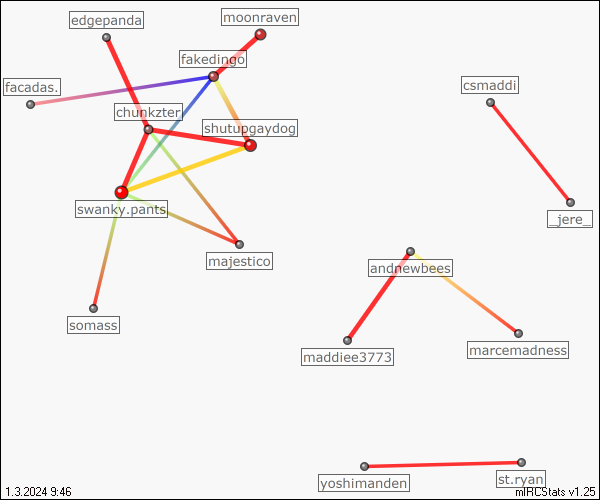 moonraven
edgepanda
fakedingo
csmaddi
facadas.
chunkzter
shutupgaydog
swanky.pants
_jere_
majestico
andnewbees
somass
marcemadness
maddiee3773
st.ryan
yoshimanden
1.3.2024 9:46
mIRCStats v1.25